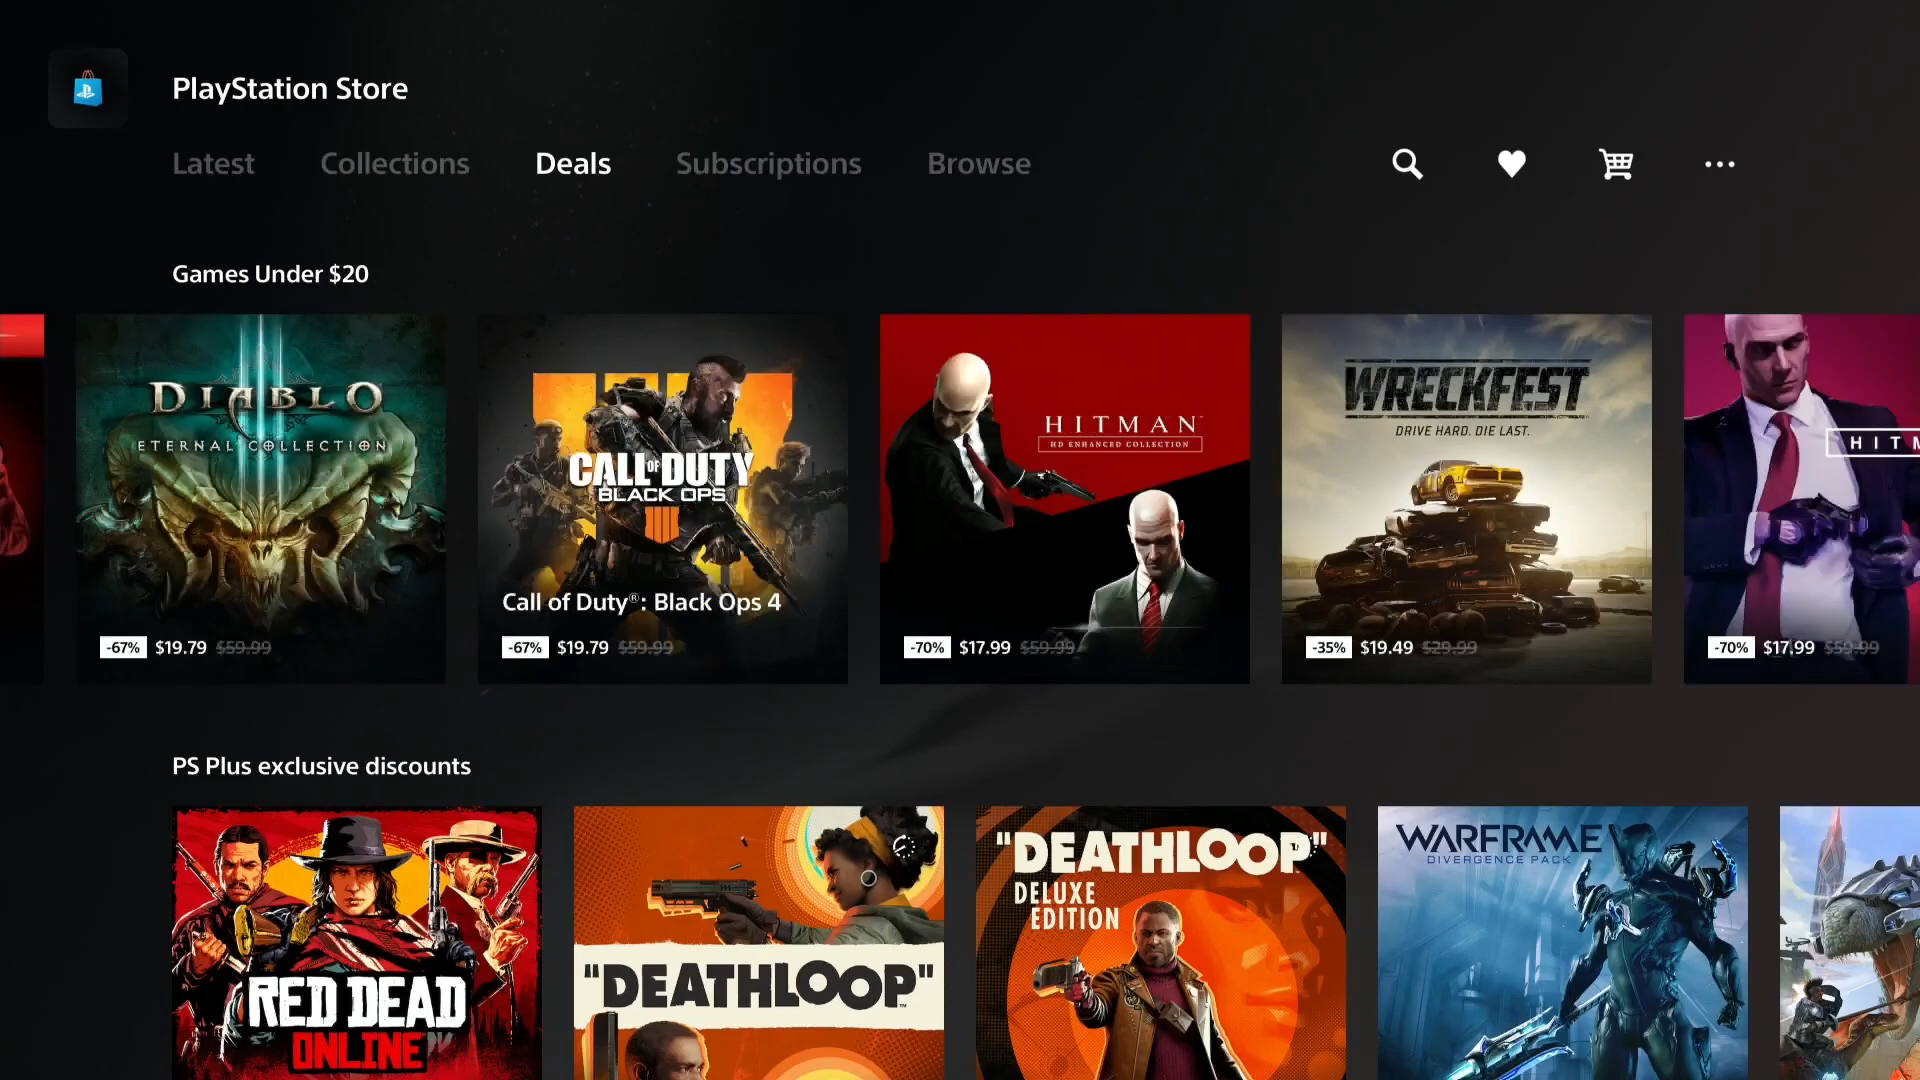 PlayStation Store
Latest Collections Deals Subscriptions Browse
Games Under $20
DIABLO
ETERNAL COLLECTION
-67% $19.79 $59.99
CALL OF DUTY
BLACK OPS
IIII
Call of Duty®: Black Ops 4
-67% $19.79 $59.99
HITMAN™
HD ENHANCED COLLECTION
-70% $17.99 $59.99
WRECKFEST
DRIVE HARD. DIE LAST.
-35% $19.49 $29.99
HITM
-70% $17.99 $59.99
PS Plus exclusive discounts
RED DEAD
ONLINE
"DEATHLOOP"™
"DEATHLOOP"
DELUXE
EDITION
WARFRAME
DIVERGENCE PACK